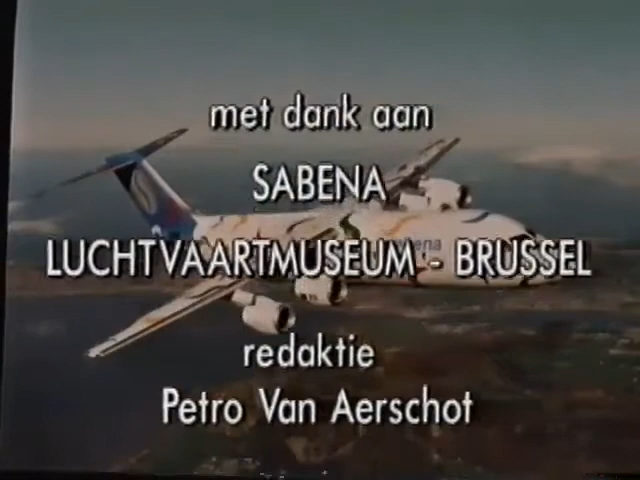 met dank aan
SABENA
LUCHTVAARTMUSEUM - BRUSSEL
redaktie
Petro Van Aerschot